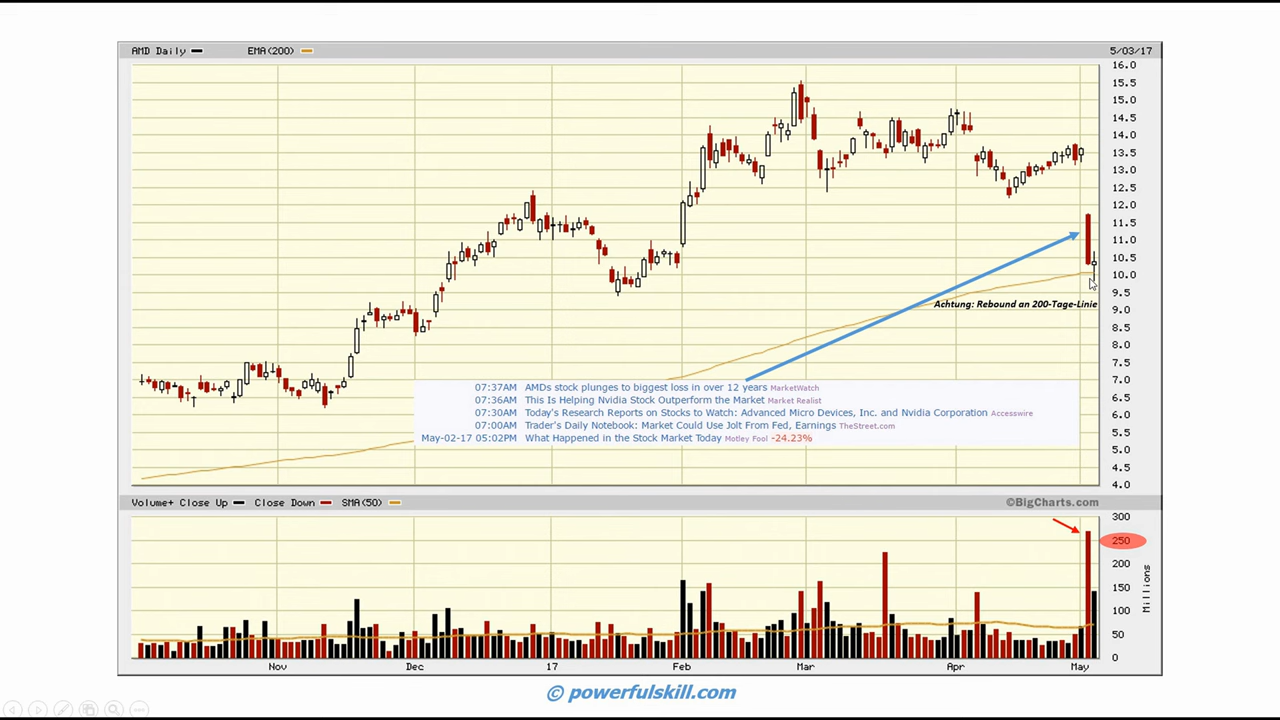 AMD Daily EMA(200) 5/03/17
16.0
15.5
15.0
14.5
14.0
13.5
13.0
12.5
12.0
11.5
11.0
10.5
10.0
9.5
9.0
8.5
8.0
7.5
7.0
6.5
6.0
5.5
5.0
4.5
4.0
Achtung: Rebound an 200-Tage-Linie
07:37AM AMDs stock plunges to biggest loss in over 12 years MarketWatch
07:36AM This Is Helping Nvidia Stock Outperform the Market Market Realist
07:30AM Today's Research Reports on Stocks to Watch: Advanced Micro Devices, Inc. and Nvidia Corporation Accesswire
07:00AM Trader's Daily Notebook: Market Could Use Jolt From Fed, Earnings TheStreet.com
May-02-17 05:02PM What Happened in the Stock Market Today Motley Fool -24.23%
Volume+ Close Up Close Down SMA(50) ©BigCharts.com
300
250
200
150
100
50
0
Millions
Nov Dec 17 Feb Mar Apr May
© powerfulskill.com